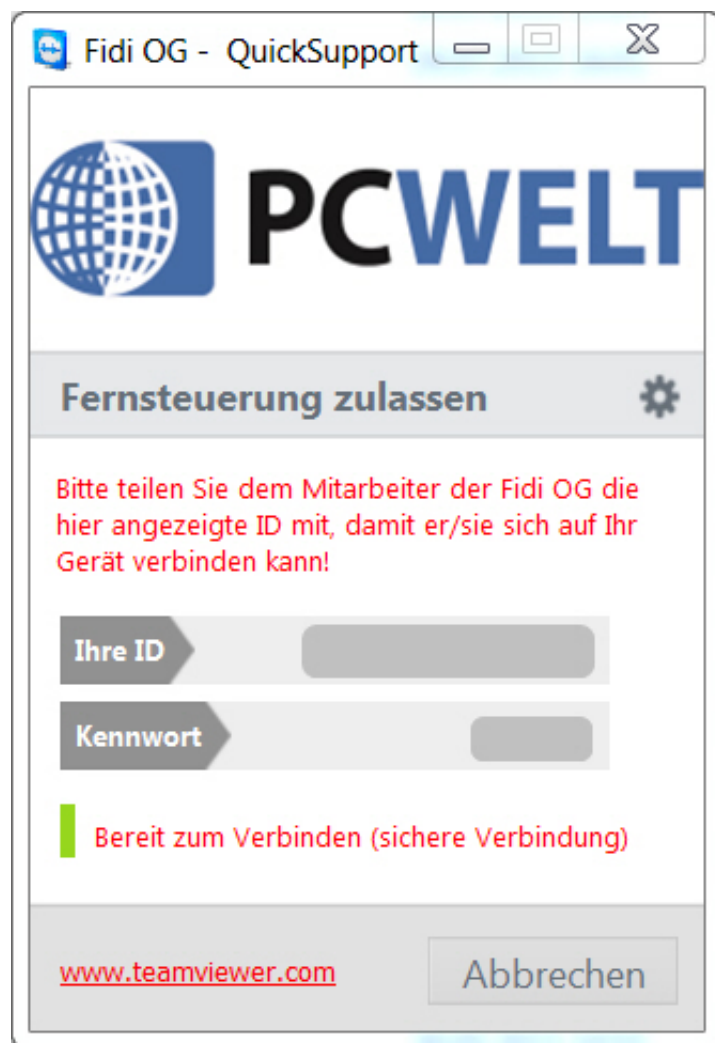 Fidi OG - QuickSupport
PCWELT
Fernsteuerung zulassen
Bitte teilen Sie dem Mitarbeiter der Fidi OG die
hier angezeigte ID mit, damit er/sie sich auf Ihr
Gerät verbinden kann!
Ihre ID
Kennwort
Bereit zum Verbinden (sichere Verbindung)
www.teamviewer.com
Abbrechen